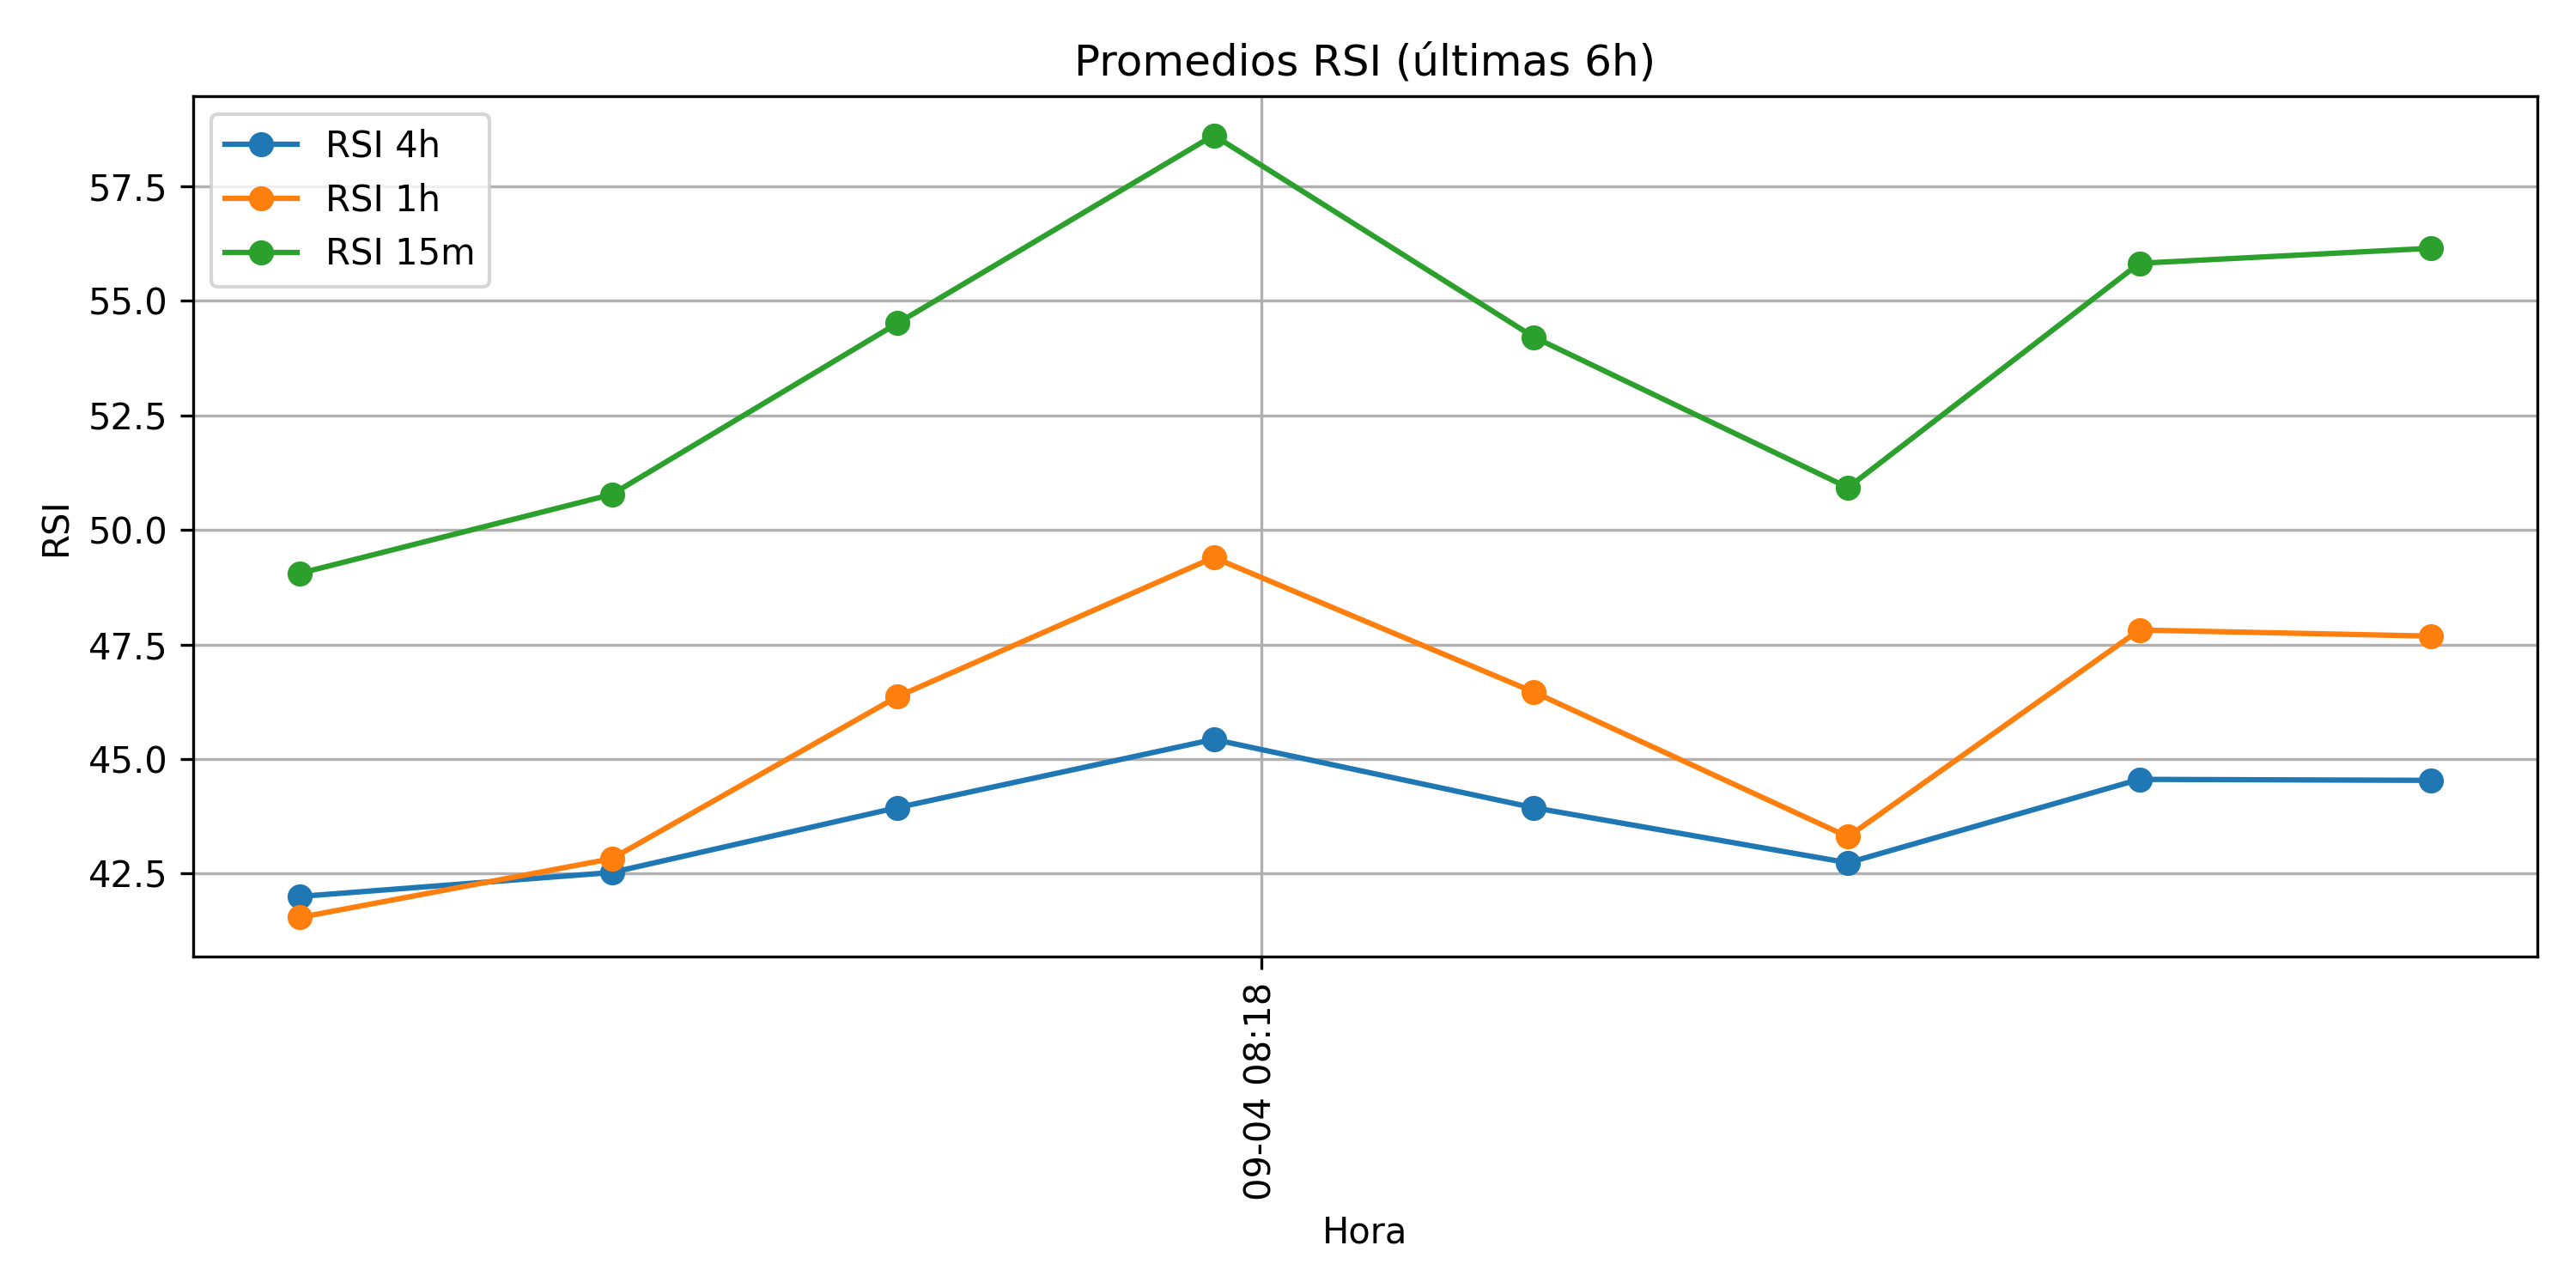 Promedios RSI (últimas 6h)
RSI 4h
RSI 1h
RSI 15m
RSI
57.5
55.0
52.5
50.0
47.5
45.0
42.5
09-04 08:18
Hora